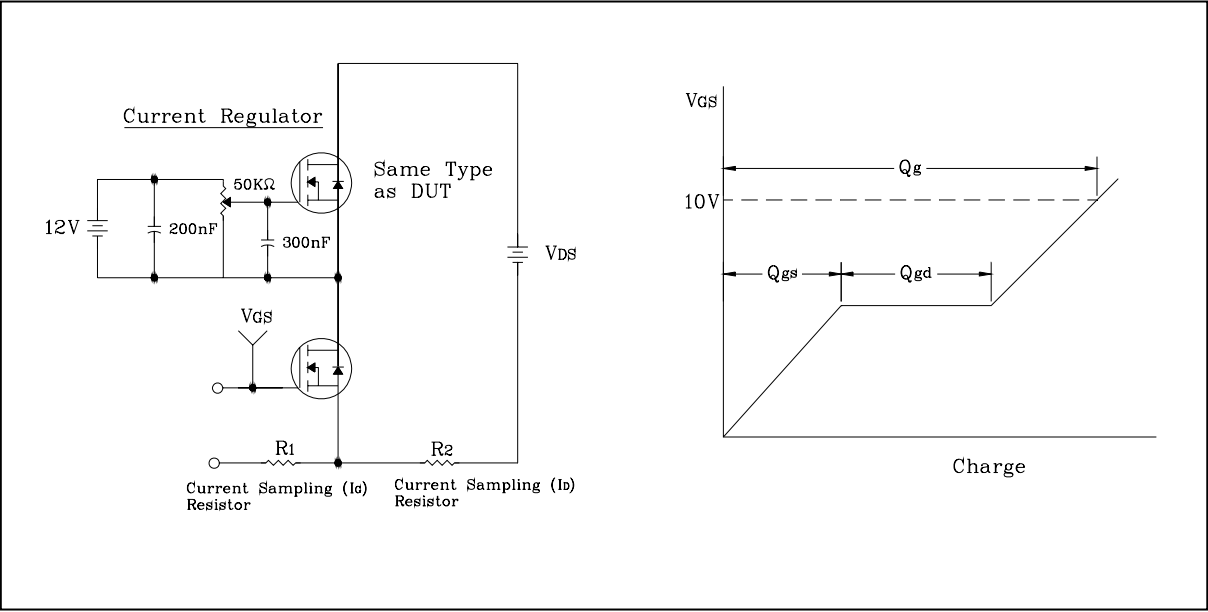 Current Regulator
Same Type
as DUT
50KΩ
12V
200nF
300nF
VDS
VGS
R1
R2
Current Sampling (IG)
Resistor
Current Sampling (ID)
Resistor
VGS
Qg
10V
Qgs
Qgd
Charge